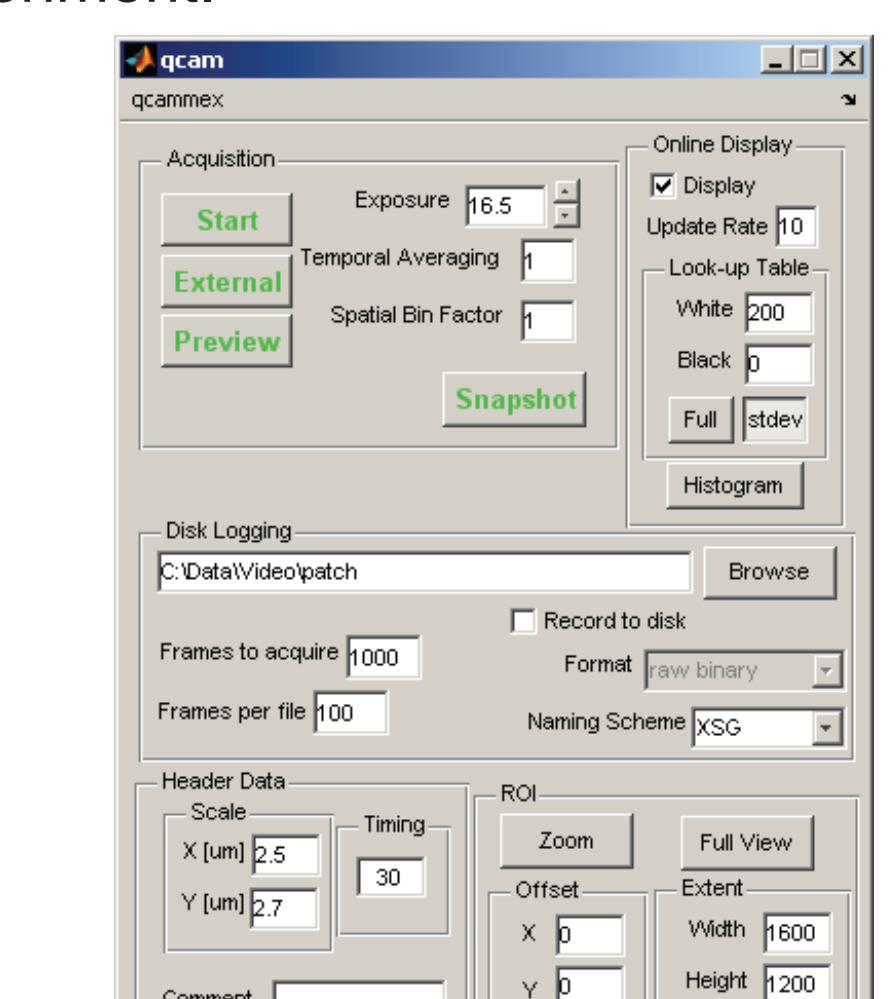 onment.
qcam
qcammex
Acquisition
Start
External
Preview
Exposure 16.5
Temporal Averaging 1
Spatial Bin Factor 1
Snapshot
Online Display
Display
Update Rate 10
Look-up Table
White 200
Black 0
Full stdev
Histogram
Disk Logging
C:\Data\Video\patch Browse
Record to disk
Frames to acquire 1000
Format raw binary
Frames per file 100
Naming Scheme XSG
Header Data
Scale
X [um] 2.5
Y [um] 2.7
Timing
30
Comment
ROI
Zoom Full View
Offset
X 0
Y 0
Extent
Width 1600
Height 1200